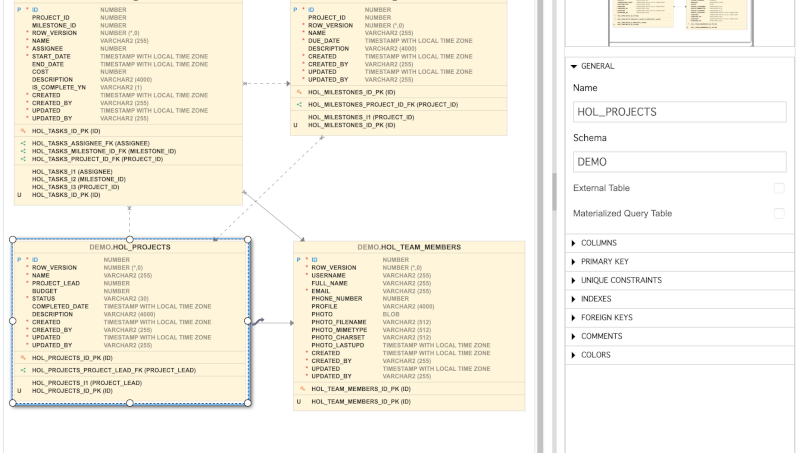 P * ID NUMBER
PROJECT_ID NUMBER
MILESTONE_ID NUMBER
* ROW_VERSION NUMBER (*,0)
* NAME VARCHAR2 (255)
* ASSIGNEE NUMBER
* START_DATE TIMESTAMP WITH LOCAL TIME ZONE
END_DATE TIMESTAMP WITH LOCAL TIME ZONE
COST NUMBER
DESCRIPTION VARCHAR2 (4000)
IS_COMPLETE_YN VARCHAR2 (1)
* CREATED TIMESTAMP WITH LOCAL TIME ZONE
* CREATED_BY VARCHAR2 (255)
* UPDATED TIMESTAMP WITH LOCAL TIME ZONE
* UPDATED_BY VARCHAR2 (255)
HOL_TASKS_ID_PK (ID)
HOL_TASKS_ASSIGNEE_FK (ASSIGNEE)
HOL_TASKS_MILESTONE_ID_FK (MILESTONE_ID)
HOL_TASKS_PROJECT_ID_FK (PROJECT_ID)
HOL_TASKS_I1 (ASSIGNEE)
HOL_TASKS_I2 (MILESTONE_ID)
HOL_TASKS_I3 (PROJECT_ID)
U HOL_TASKS_ID_PK (ID)
P * ID NUMBER
PROJECT_ID NUMBER
* ROW_VERSION NUMBER (*,0)
* NAME VARCHAR2 (255)
* DUE_DATE TIMESTAMP WITH LOCAL TIME ZONE
DESCRIPTION VARCHAR2 (4000)
* CREATED TIMESTAMP WITH LOCAL TIME ZONE
* CREATED_BY VARCHAR2 (255)
* UPDATED TIMESTAMP WITH LOCAL TIME ZONE
* UPDATED_BY VARCHAR2 (255)
HOL_MILESTONES_ID_PK (ID)
HOL_MILESTONES_PROJECT_ID_FK (PROJECT_ID)
HOL_MILESTONES_I1 (PROJECT_ID)
U HOL_MILESTONES_ID_PK (ID)
DEMO.HOL_PROJECTS
P * ID NUMBER
* ROW_VERSION NUMBER (*,0)
* NAME VARCHAR2 (255)
* PROJECT_LEAD NUMBER
BUDGET NUMBER
* STATUS VARCHAR2 (30)
COMPLETED_DATE TIMESTAMP WITH LOCAL TIME ZONE
DESCRIPTION VARCHAR2 (4000)
* CREATED TIMESTAMP WITH LOCAL TIME ZONE
* CREATED_BY VARCHAR2 (255)
* UPDATED TIMESTAMP WITH LOCAL TIME ZONE
* UPDATED_BY VARCHAR2 (255)
HOL_PROJECTS_ID_PK (ID)
HOL_PROJECTS_PROJECT_LEAD_FK (PROJECT_LEAD)
HOL_PROJECTS_I1 (PROJECT_LEAD)
U HOL_PROJECTS_ID_PK (ID)
DEMO.HOL_TEAM_MEMBERS
P * ID NUMBER
* ROW_VERSION NUMBER (*,0)
* USERNAME VARCHAR2 (255)
FULL_NAME VARCHAR2 (255)
* EMAIL VARCHAR2 (255)
PHONE_NUMBER NUMBER
PROFILE VARCHAR2 (4000)
PHOTO BLOB
PHOTO_FILENAME VARCHAR2 (512)
PHOTO_MIMETYPE VARCHAR2 (512)
PHOTO_CHARSET VARCHAR2 (512)
PHOTO_LASTUPD TIMESTAMP WITH LOCAL TIME ZONE
* CREATED TIMESTAMP WITH LOCAL TIME ZONE
* CREATED_BY VARCHAR2 (255)
* UPDATED TIMESTAMP WITH LOCAL TIME ZONE
* UPDATED_BY VARCHAR2 (255)
HOL_TEAM_MEMBERS_ID_PK (ID)
U HOL_TEAM_MEMBERS_ID_PK (ID)
GENERAL
Name
HOL_PROJECTS
Schema
DEMO
External Table
Materialized Query Table
COLUMNS
PRIMARY KEY
UNIQUE CONSTRAINTS
INDEXES
FOREIGN KEYS
COMMENTS
COLORS